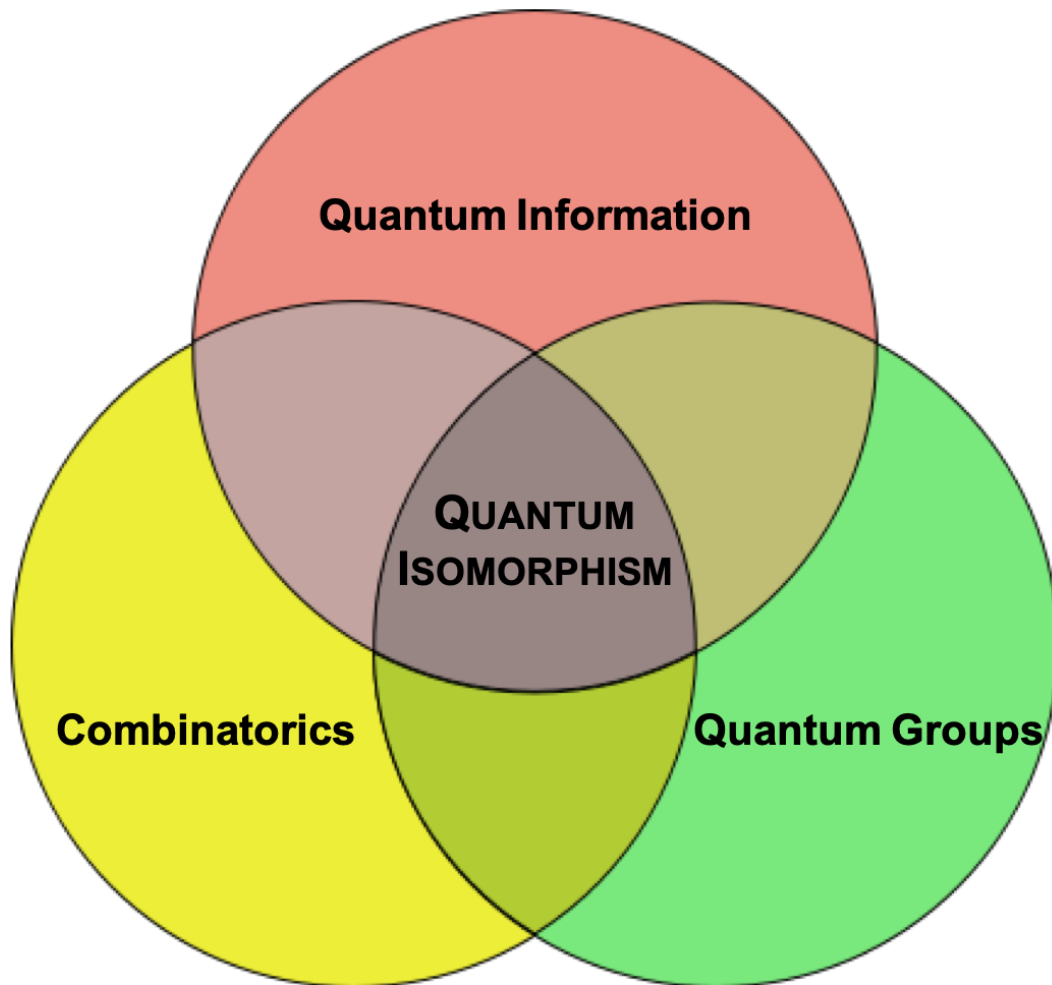 Quantum Information
QUANTUM
ISOMORPHISM
Combinatorics
Quantum Groups